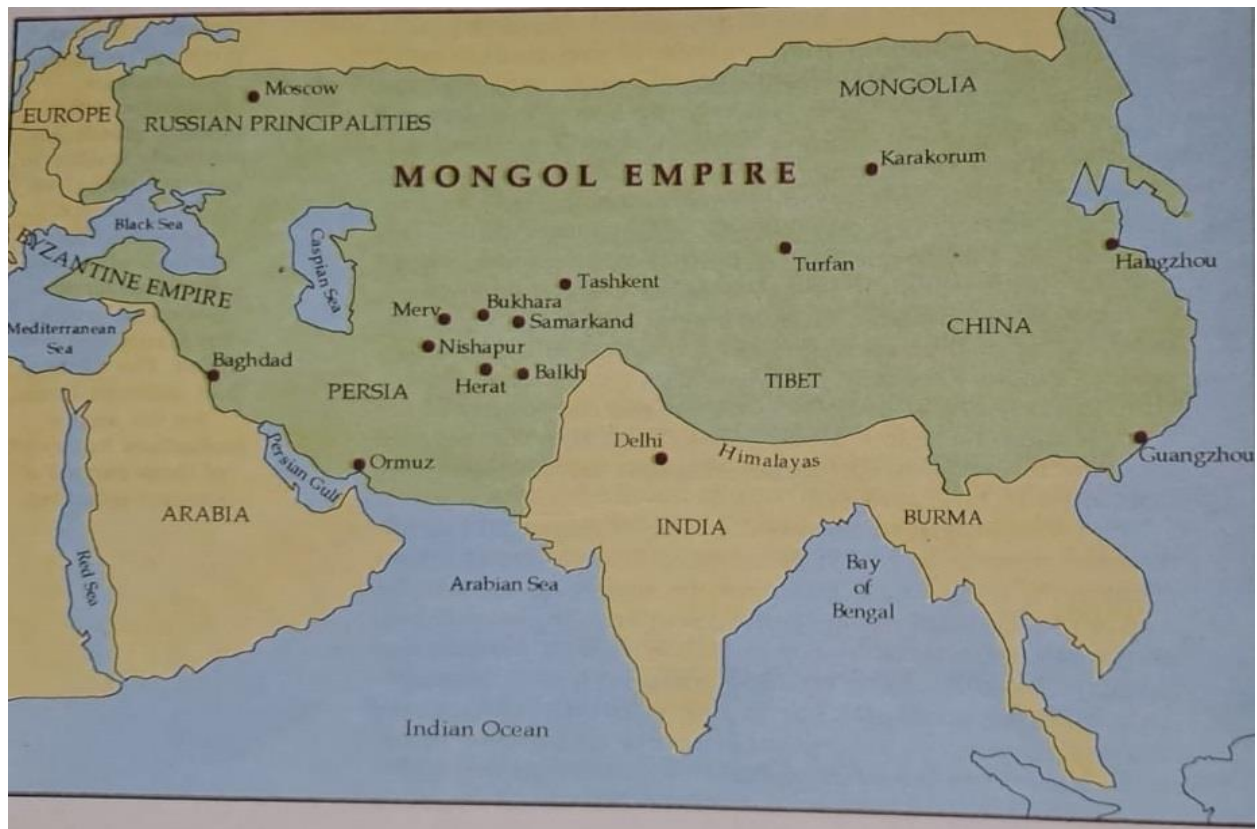 Moscow
MONGOLIA
EUROPE
RUSSIAN PRINCIPALITIES
Karakorum
MONGOL EMPIRE
Black Sea
BYZANTINE EMPIRE
Caspian Sea
Turfan
Hangzhou
Tashkent
Bukhara
Merv
Samarkand
Mediterranean
Sea
CHINA
Nishapur
Baghdad
Herat
Balkh
PERSIA
TIBET
Delhi
Himalayas
Guangzhou
Persian Gulf
Ormuz
ARABIA
INDIA
BURMA
Red Sea
Arabian Sea
Bay
of
Bengal
Indian Ocean